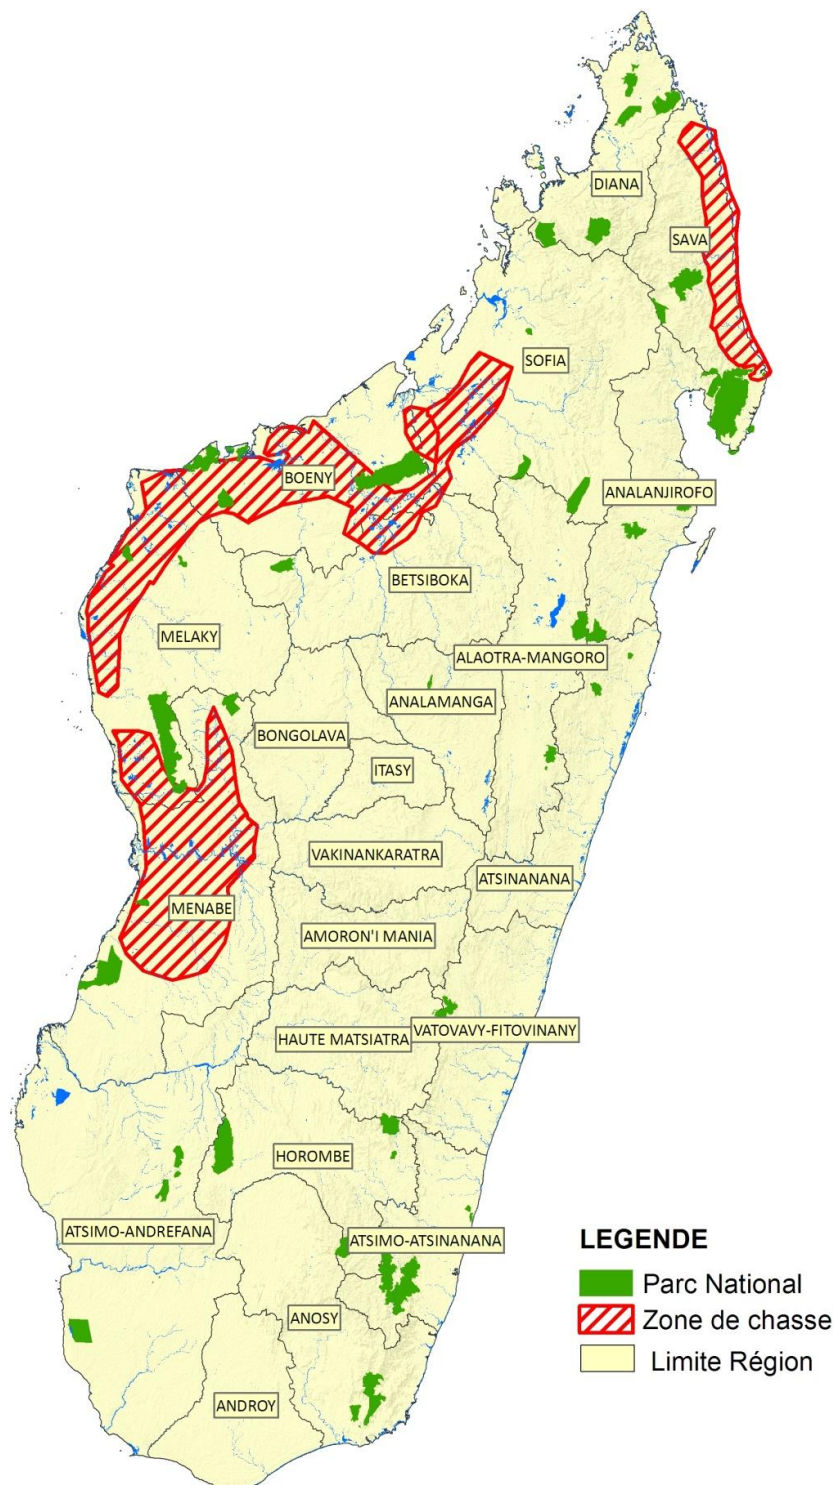 DIANA
SAVA
SOFIA
BOENY
ANALANJIROFO
BETSIBOKA
MELAKY
ALAOTRA-MANGORO
ANALAMANGA
BONGOLAVA
ITASY
VAKINANKARATRA
ATSINANANA
MENABE
AMORON'I MANIA
HAUTE MATSIATRA
VATOVAVY-FITOVINANY
HOROMBE
ATSIMO-ANDREFANA
ATSIMO-ATSINANANA
ANOSY
ANDROY
LEGENDE
Parc National
Zone de chasse
Limite Région